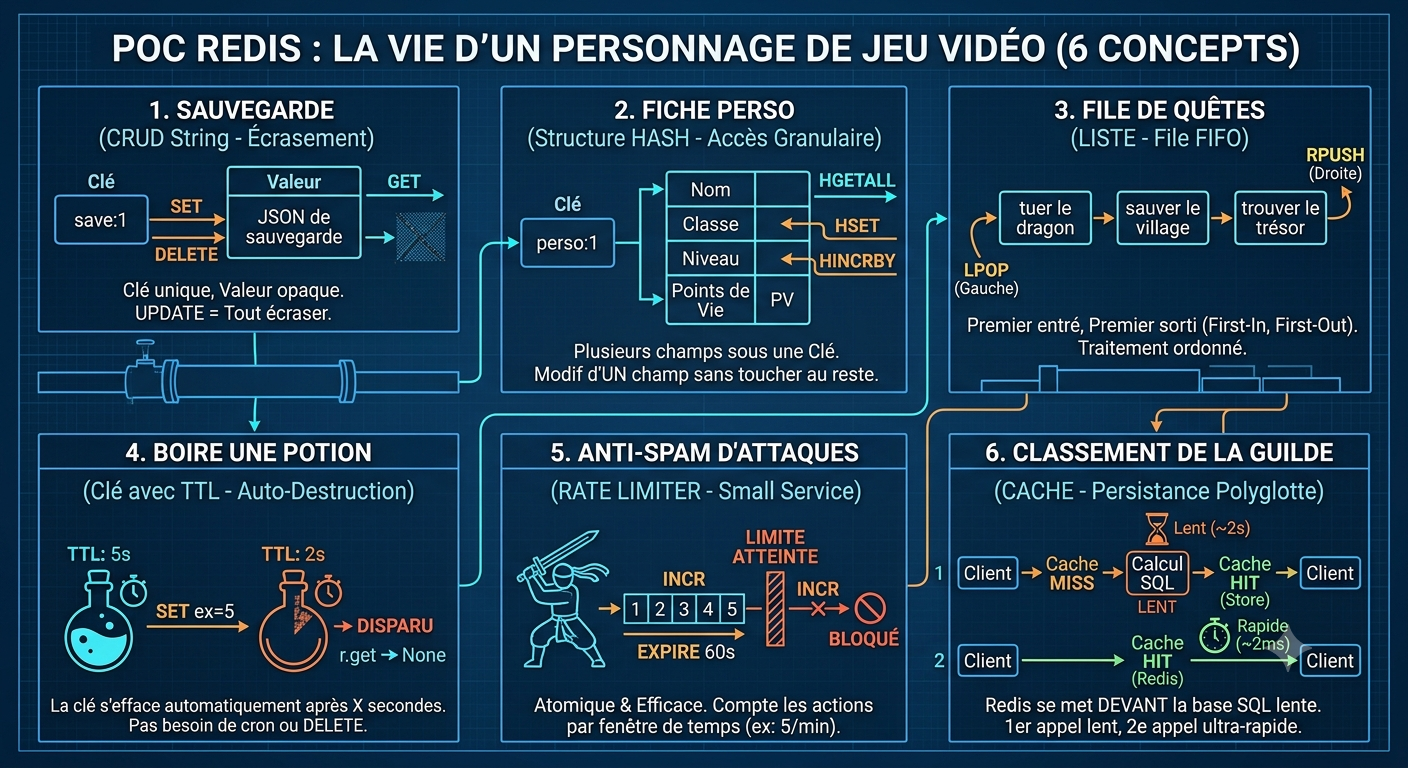 POC REDIS : LA VIE D'UN PERSONNAGE DE JEU VIDÉO (6 CONCEPTS)
1. SAUVEGARDE
(CRUD String - Écrasement)
Clé
save:1
SET
DELETE
Valeur
JSON de
sauvegarde
GET
Clé unique, Valeur opaque.
UPDATE = Tout écraser.
2. FICHE PERSO
(Structure HASH - Accès Granulaire)
Clé
perso:1
Nom
Classe
Niveau
Points de
Vie
PV
HGETALL
HSET
HINCRBY
Plusieurs champs sous une Clé.
Modif d'UN champ sans toucher au reste.
3. FILE DE QUÊTES
(LISTE - File FIFO)
RPUSH
(Droite)
tuer le
dragon
sauver le
village
trouver le
trésor
LPOP
(Gauche)
Premier entré, Premier sorti (First-In, First-Out).
Traitement ordonné.
4. BOIRE UNE POTION
(Clé avec TTL - Auto-Destruction)
TTL: 5s
SET ex=5
TTL: 2s
DISPARU
r.get → None
La clé s'efface automatiquement après X secondes.
Pas besoin de cron ou DELETE.
5. ANTI-SPAM D'ATTAQUES
(RATE LIMITER - Small Service)
LIMITE
ATTEINTE
INCR
1 2 3 4 5
EXPIRE 60s
INCR
BLOQUÉ
Atomique & Efficace. Compte les actions
par fenêtre de temps (ex: 5/min).
6. CLASSEMENT DE LA GUILDE
(CACHE - Persistance Polyglotte)
Lent (~2s)
1
Client
Cache
MISS
Calcul
SQL
LENT
Cache
HIT
(Store)
Client
2
Client
Cache
HIT
(Redis)
Rapide
(~2ms)
Client
Redis se met DEVANT la base SQL lente.
1er appel lent, 2e appel ultra-rapide.